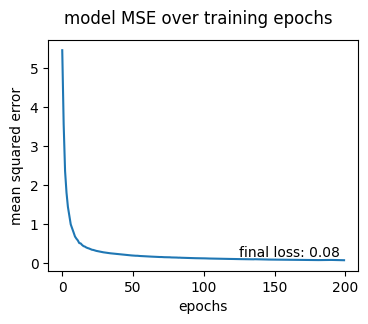 model MSE over training epochs
5
4
3
2
1
0
mean squared error
final loss: 0.08
0
50
100
150
200
epochs